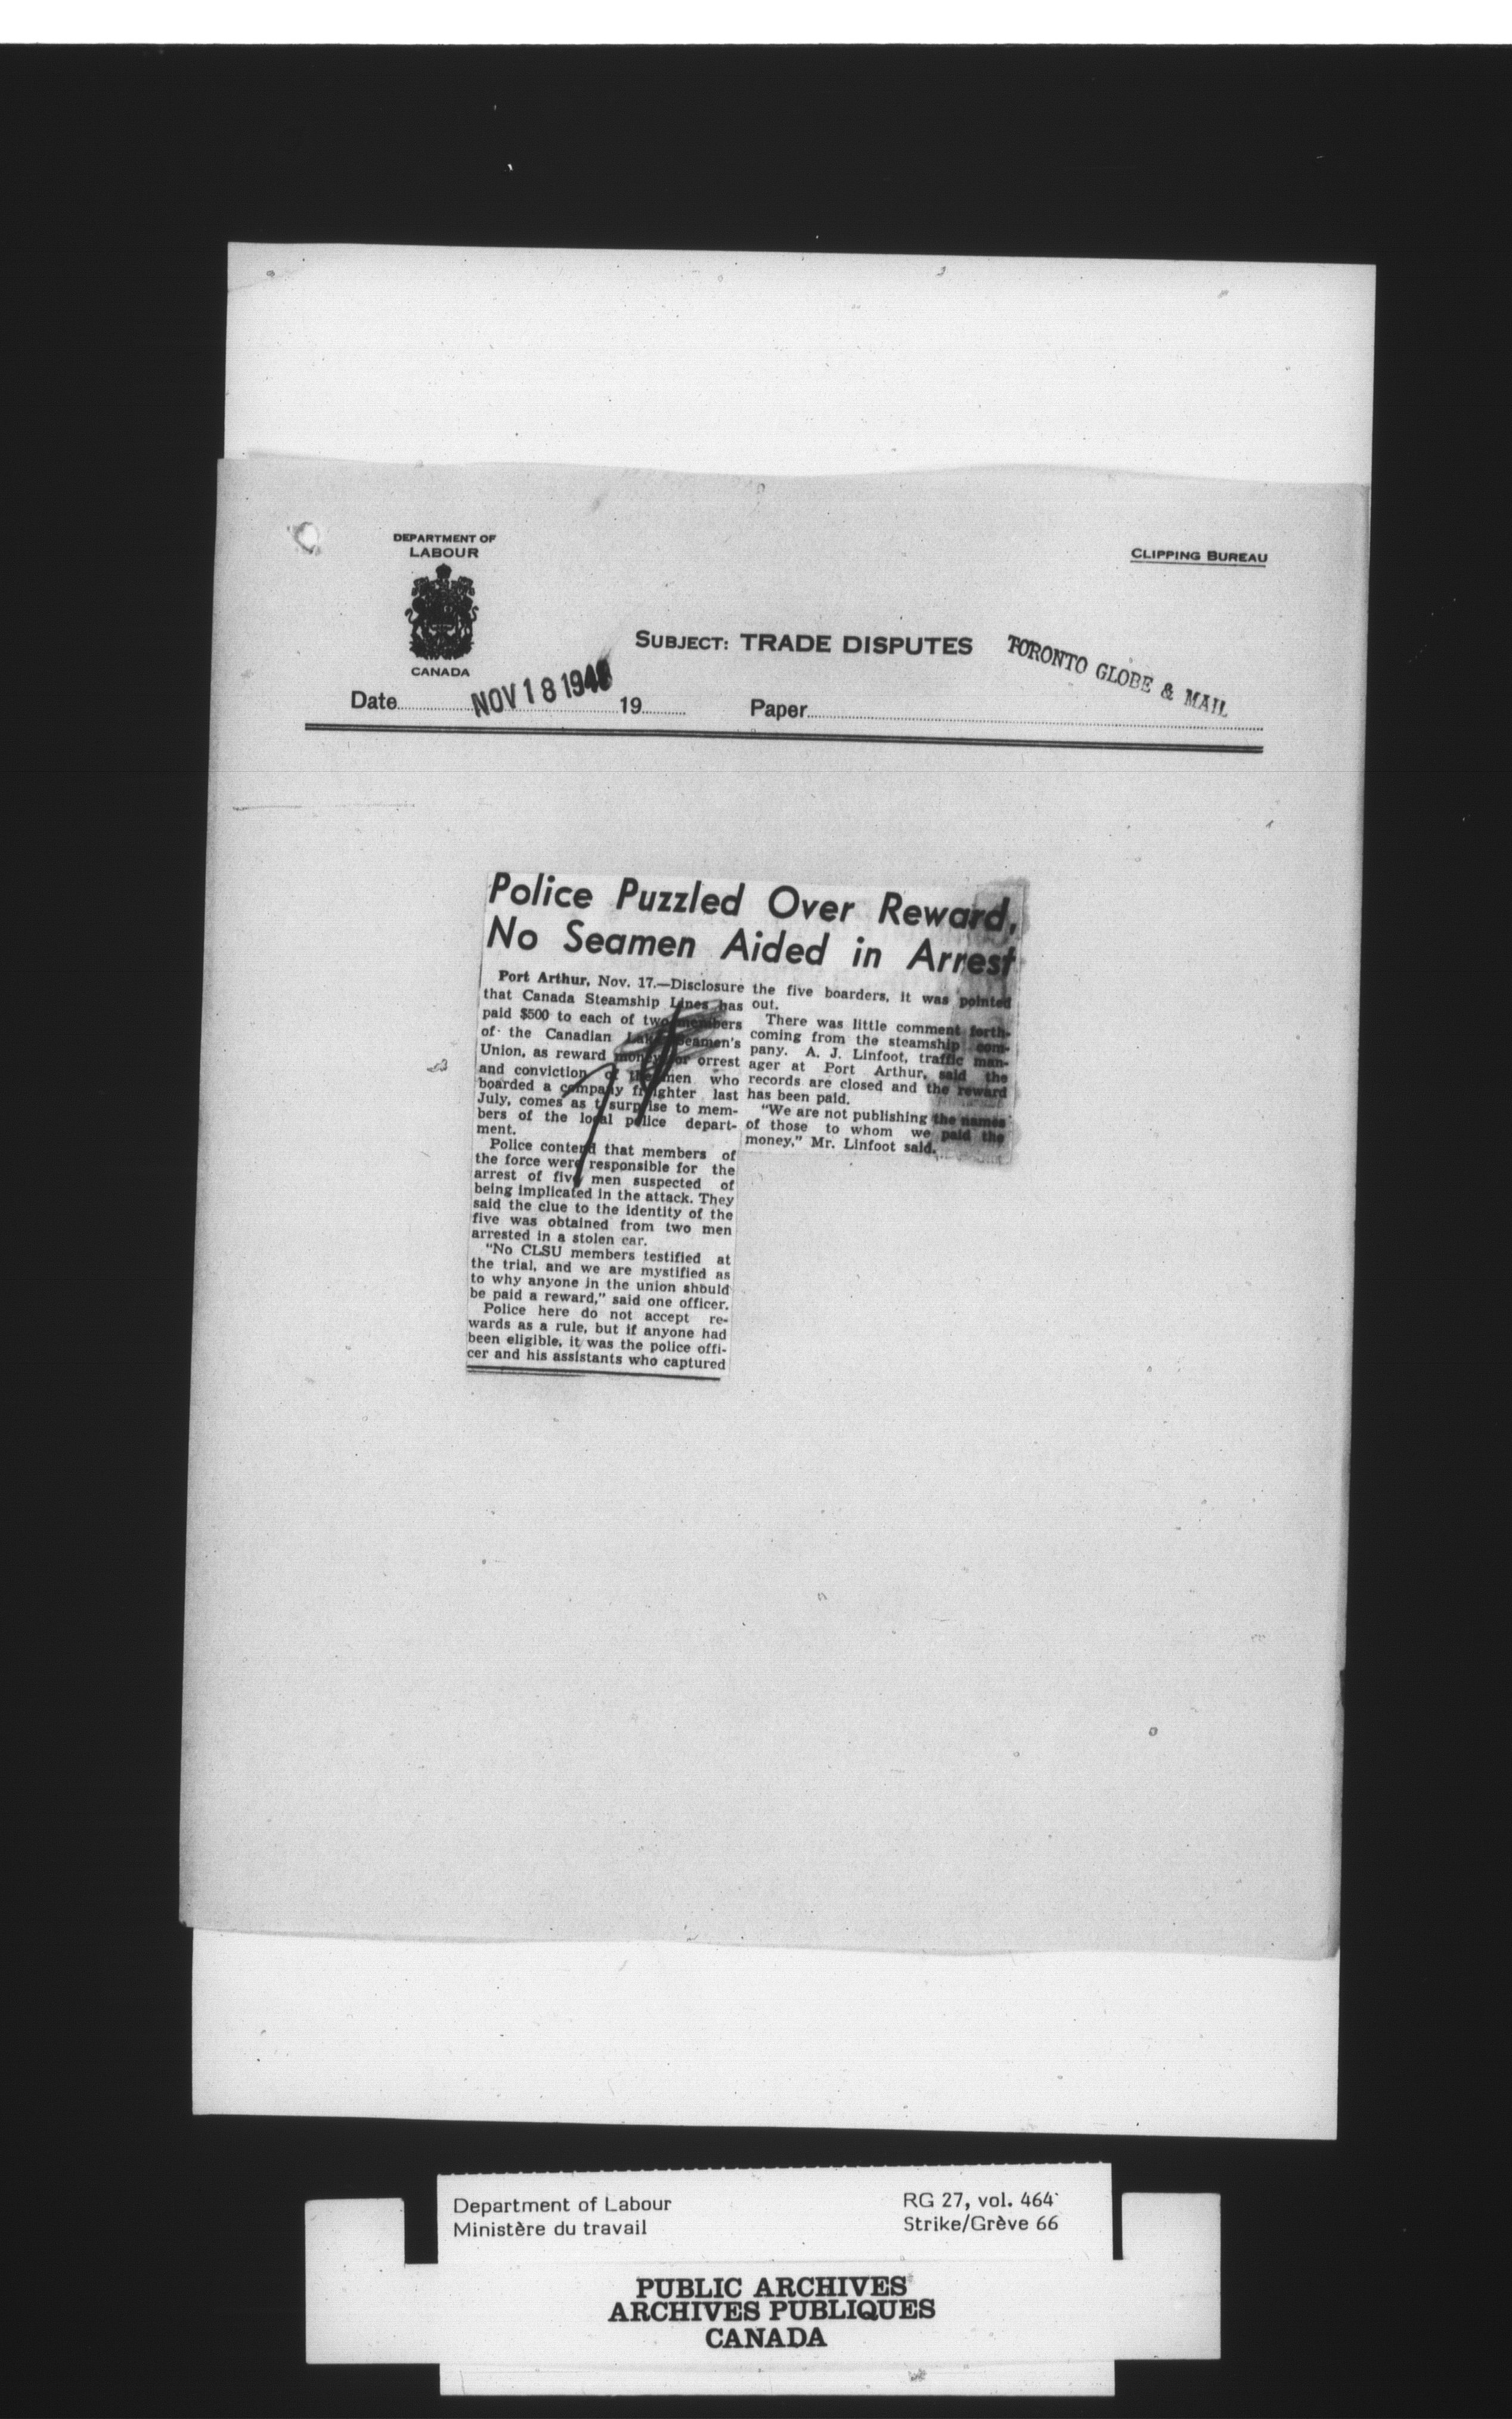 DEPARTMENT OF
LABOUR
CANADA
CLIPPING BUREAU
SUBJECT: TRADE DISPUTES
TORONTO GLOBE & MAIL
Date NOV 18 1948 19
Paper
Police Puzzled Over Reward,
No Seamen Aided in Arrest
Port Arthur, Nov. 17.—Disclosure
that Canada Steamship Lines has
paid $500 to each of two members
of the Canadian Lake Seamen's
Union, as reward money for orrest
and conviction of the men who
boarded a company freighter last
July, comes as t surprise to mem-
bers of the local police depart-
ment.
Police contend that members of
the force were responsible for the
arrest of five men suspected of
being implicated in the attack. They
said the clue to the identity of the
five was obtained from two men
arrested in a stolen car.
"No CLSU members testified at
the trial, and we are mystified as
to why anyone in the union should
be paid a reward," said one officer.
Police here do not accept re-
wards as a rule, but if anyone had
been eligible, it was the police offi-
cer and his assistants who captured
the five boarders, it was pointed
out.
There was little comment forth-
coming from the steamship com-
pany. A. J. Linfoot, traffic man-
ager at Port Arthur, said the
records are closed and the reward
has been paid.
"We are not publishing the names
of those to whom we paid the
money," Mr. Linfoot said.
Department of Labour
Ministère du travail
RG 27, vol. 464
Strike/Grève 66
PUBLIC ARCHIVES
ARCHIVES PUBLIQUES
CANADA